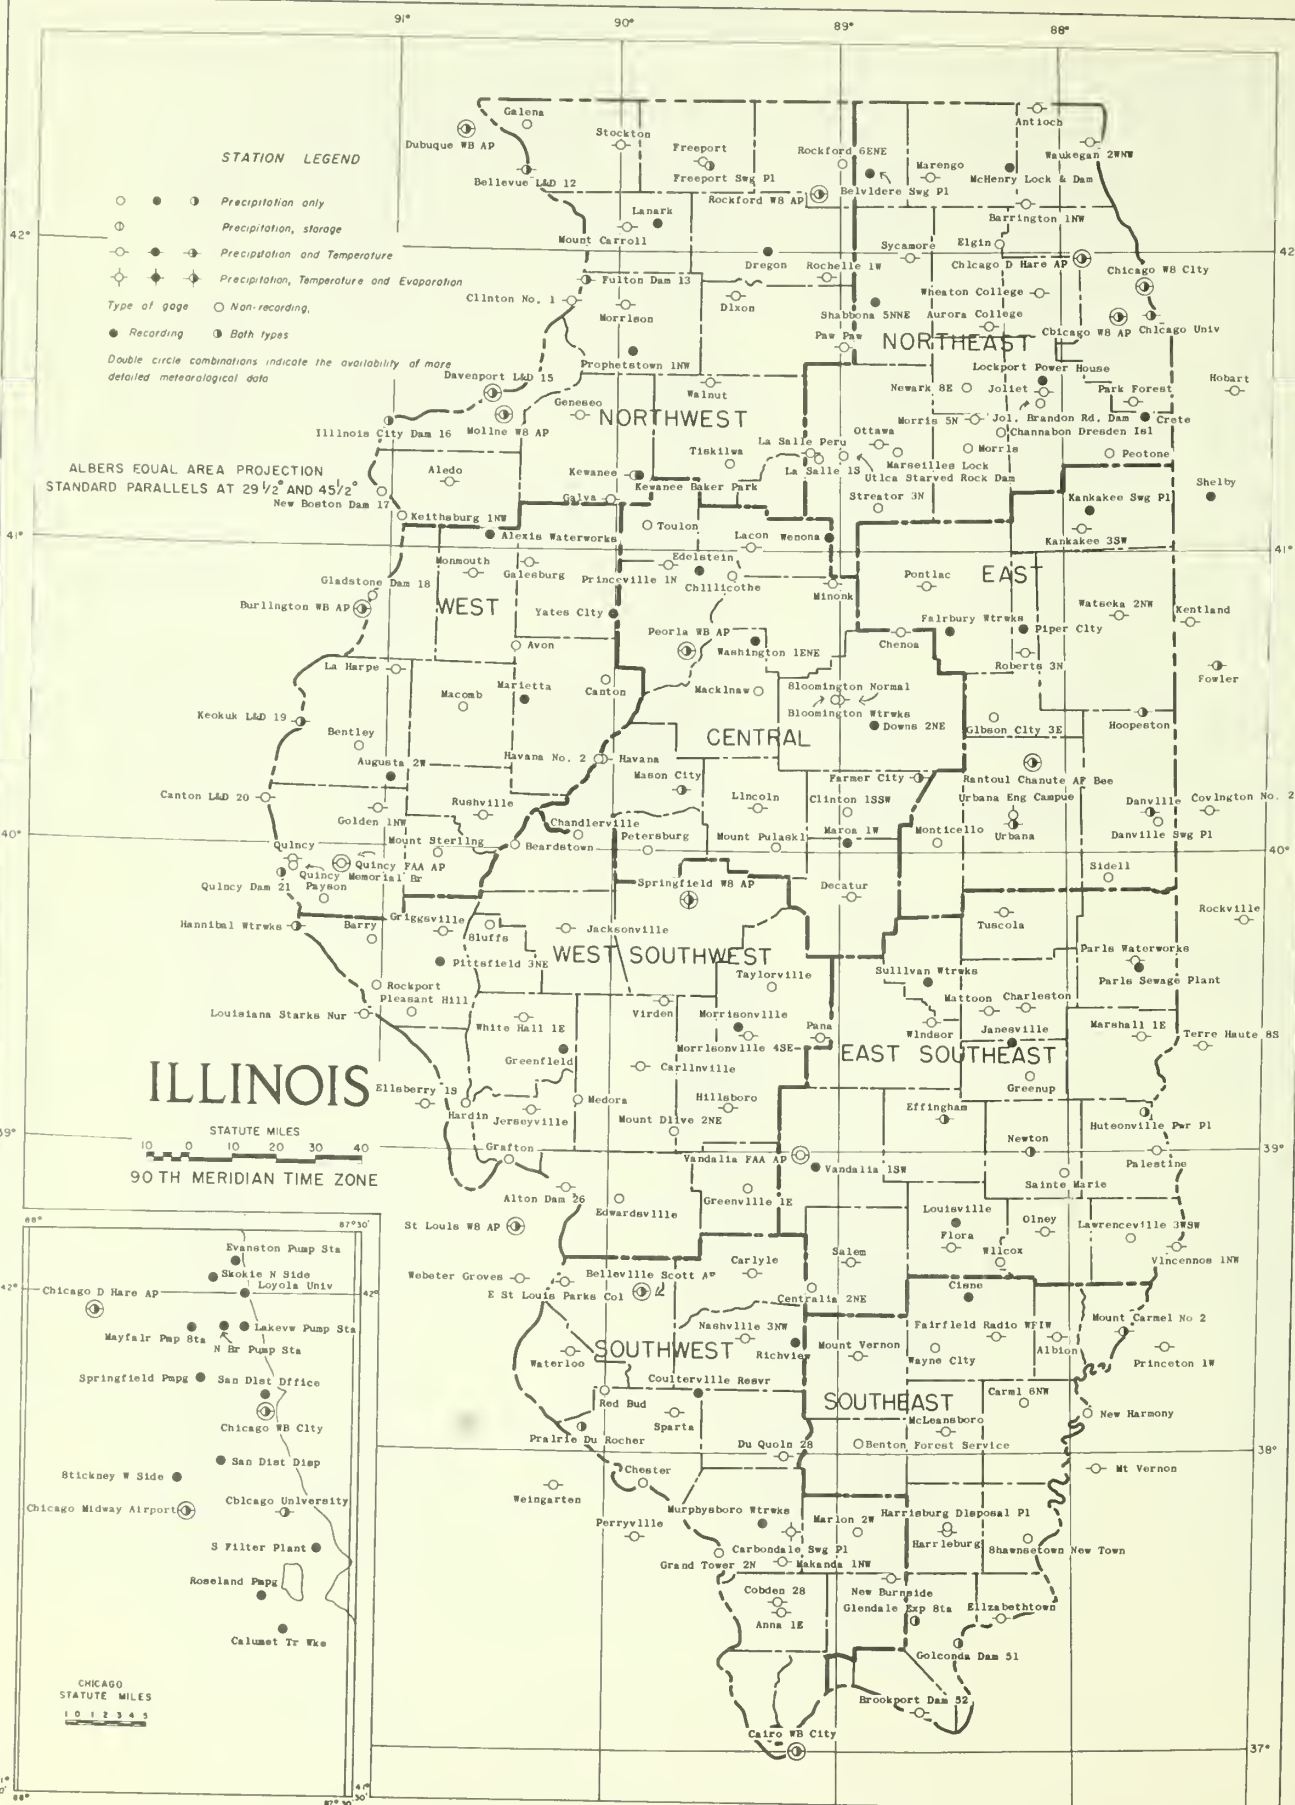 91°
90°
89°
88°
STATION LEGEND
Precipitation only
Precipitation, storage
Precipitation and Temperature
Precipitation, Temperature and Evaporation
Type of gage Non-recording,
Recording Both types
Double circle combinations indicate the availability of more
detailed meteorological data
ALBERS EQUAL AREA PROJECTION
STANDARD PARALLELS AT 29 1/2° AND 45 1/2°
Galena
Dubuque WB AP
Stockton
Freeport
Freeport Swg Pl
Rockford 6ENE
Antioch
Waukegan 2WNW
Marengo
McHenry Lock & Dam
Bellevue L&D 12
Rockford WB AP
Belvidere Swg Pl
Barrington 1NW
Lanark
Mount Carroll
42°
42
Sycamore
Elgin
Chicago O Hare AP
Chicago WB City
Oregon
Rochelle 1W
Fulton Dam 13
Clinton No. 1
Morrison
Dixon
Wheaton College
Shabbona 5NNE
Aurora College
Chicago WB AP
Chicago Univ
Paw Paw
NORTHEAST
Prophetstown 1NW
Lockport Power House
Davenport L&D 15
Walnut
Newark 8E
Joliet
Park Forest
Hobart
Geneseo
NORTHWEST
Morris 5N
Jol. Brandon Rd. Dam
Crete
Illinois City Dam 16
Moline WB AP
Ottawa
Channahon Dresden Isl
La Salle Peru
Tiskilwa
Morris
Peotone
La Salle 1S
Marseilles Lock
Utica Starved Rock Dam
Aledo
Kewanee
Kewanee Baker Park
New Boston Dam 17
Galva
Streator 3N
Kankakee Swg Pl
Shelby
Keithsburg 1NW
Toulon
Kankakee 3SW
41°
41°
Alexis Waterworks
Lacon
Wenona
Monmouth
Galesburg
Edelstein
Princeville 1N
Chillicothe
Minonk
Pontiac
EAST
Gladstone Dam 18
Burlington WB AP
WEST
Yates City
Fairbury Wtrwks
Watseka 2NW
Kentland
Piper City
Peoria WB AP
Washington 1ENE
Chenoa
Avon
La Harpe
Roberts 3N
Fowler
Canton
Mackinaw
Bloomington Normal
Macomb
Marietta
Bloomington Wtrwks
Keokuk L&D 19
Downs 2NE
Gibson City 3E
Hoopeston
Bentley
CENTRAL
Augusta 2W
Havana No. 2
Havana
Mason City
Farmer City
Rantoul Chanute AF Bse
Canton L&D 20
Golden 1NW
Rushville
Lincoln
Clinton 1SSW
Urbana Eng Campus
Danville
Covington No. 2
Chandlerville
Petersburg
Urbana
Danville Swg Pl
40°
40°
Mount Sterling
Beardstown
Mount Pulaski
Maroa 1W
Monticello
Quincy
Quincy FAA AP
Quincy Memorial Br
Quincy Dam 21
Payson
Springfield WB AP
Decatur
Sidell
Hannibal Wtrwks
Barry
Griggsville
Bluffs
Jacksonville
Tuscola
Rockville
Pittsfield 3NE
WEST SOUTHWEST
Paris Waterworks
Paris Sewage Plant
Taylorville
Sullivan Wtrwks
Rockport
Pleasant Hill
Mattoon
Charleston
Louisiana Starks Nur
White Hall 1E
Virden
Morrisonville
Morrisonville 4SE
Pana
Windsor
Janesville
Marshall 1E
Terre Haute 8S
Greenfield
EAST SOUTHEAST
ILLINOIS
Carlinville
Greenup
Elsberry 1S
Hardin
Jerseyville
Medora
Hillsboro
Effingham
Hutsonville Pwr Pl
39°
39°
STATUTE MILES
10 0 10 20 30 40
Mount Olive 2NE
90 TH MERIDIAN TIME ZONE
Grafton
Vandalia FAA AP
Vandalia 1SW
Newton
Palestine
Sainte Marie
Alton Dam 26
Edwardsville
Greenville 1E
St Louis WB AP
Louisville
Flora
Olney
Lawrenceville 3WSW
Vincennes 1NW
Carlyle
Salem
Wilcox
Webster Groves
Belleville Scott AF
E St Louis Parks Col
Centralia 2NE
Cisne
Nashville 3NW
Richview
Mount Vernon
Fairfield Radio WFIW
Albion
Mount Carmel No 2
Waterloo
SOUTHWEST
Wayne City
Princeton 1W
Coulterville Resvr
Red Bud
SOUTHEAST
Carmi 6NW
New Harmony
Sparta
McLeansboro
Prairie Du Rocher
Du Quoin 2S
Benton Forest Service
38°
Mt Vernon
Chester
Weingarten
Murphysboro Wtrwks
Marion 2W
Harrisburg Disposal Pl
Perryville
Carbondale Swg Pl
Harrisburg
Shawneetown New Town
Grand Tower 2N
Makanda 1NW
New Burnside
Cobden 2S
Anna 1E
Glendale Exp Sta
Elizabethtown
Golconda Dam 51
Brookport Dam 52
Cairo WB City
37°
88°
87°30'
Evanston Pump Sta
Skokie N Side
Loyola Univ
42°
42°
Chicago O Hare AP
Mayfair Pmp Sta
Lakevw Pump Sta
N Br Pump Sta
Springfield Pmpg
San Dist Office
Chicago WB City
San Dist Disp
Stickney W Side
Chicago Midway Airport
Chicago University
S Filter Plant
Roseland Pmpg
Calumet Tr Wks
CHICAGO
STATUTE MILES
1 0 1 2 3 4 5
88°
87°30'